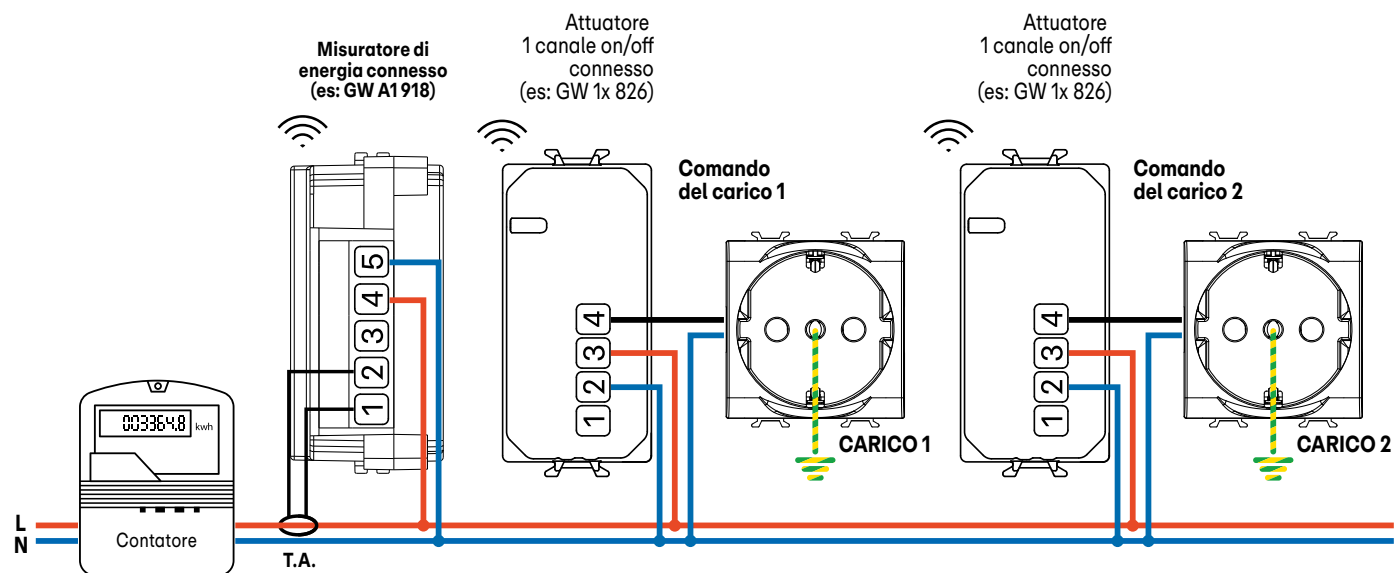 Misuratore di
energia connesso
(es: GW A1 918)
Attuatore
1 canale on/off
connesso
(es: GW 1x 826)
Attuatore
1 canale on/off
connesso
(es: GW 1x 826)
Comando
del carico 1
Comando
del carico 2
5
4
3
2
1
4
3
2
1
4
3
2
1
CARICO 1
CARICO 2
003364.8 kwh
L
N
Contatore
T.A.